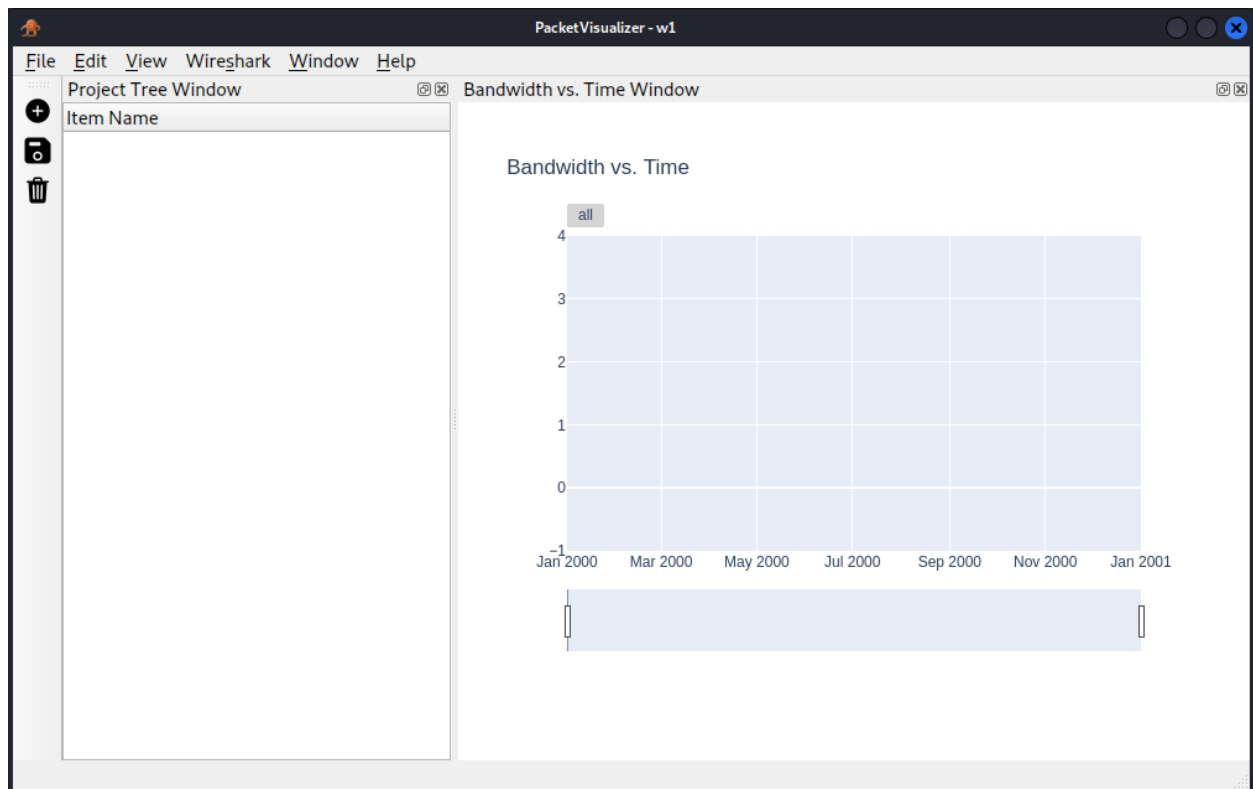 PacketVisualizer - w1
File Edit View Wireshark Window Help
Project Tree Window
Item Name
Bandwidth vs. Time Window
Bandwidth vs. Time
all
4
3
2
1
0
−1
Jan 2000 Mar 2000 May 2000 Jul 2000 Sep 2000 Nov 2000 Jan 2001